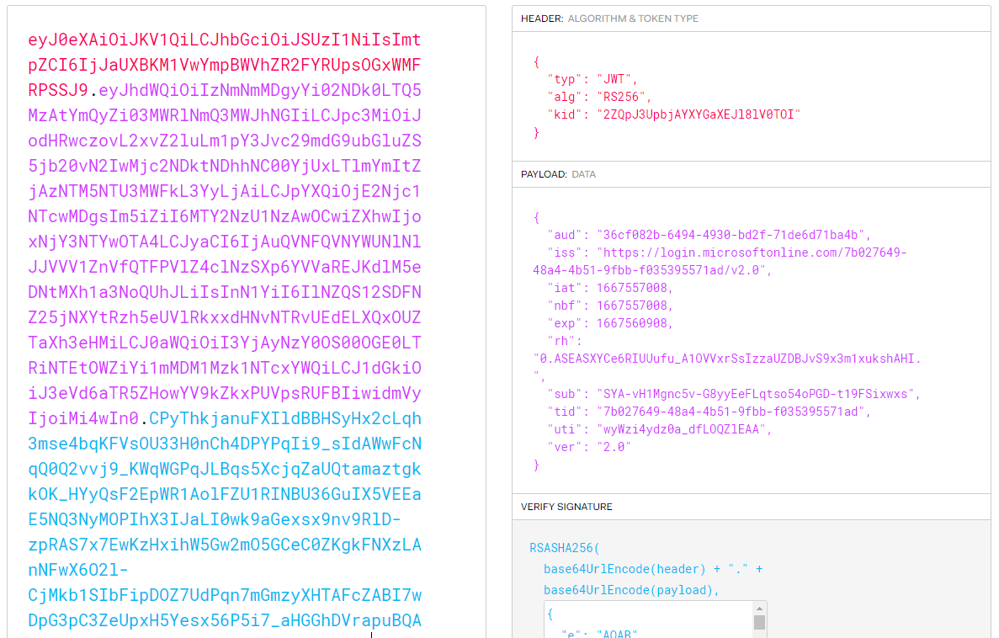 eyJ0eXAiOiJKV1QiLCJhbGciOiJSUzI1NiIsImt
pZCI6IjJaUXBKM1VwYmpBWVhZR2FYRUpsOGxWMF
RPSSJ9.eyJhdWQiOiIzNmNmMDgyYi02NDk0LTQ5
MzAtYmQyZi03MWRlNmQ3MWJhNGIiLCJpc3MiOiJ
odHRwczovL2xvZ2luLm1pY3Jvc29mdG9ubGluZS
5jb20vN2IwMjc2NDktNDhhNC00YjUxLTlmYmItZ
jAzNTM5NTU3MWFkL3YyLjAiLCJpYXQiOjE2Njc1
NTcwMDgsIm5iZiI6MTY2NzU1NzAwOCwiZXhwIjo
xNjY3NTYwOTA4LCJyaCI6IjAuQVNFQVNYWUNlNl
JJVVV1ZnVfQTFPVlZ4clNzSXp6YVVaREJKdlM5e
DNtMXh1a3NoQUhJLiIsInN1YiI6IlNZQS12SDFN
Z25jNXYtRzh5eUVlRkxxdHNvNTRvUEdELXQxOUZ
TaXh3eHMiLCJ0aWQiOiI3YjAyNzY0OS00OGE0LT
RiNTEtOWZiYi1mMDM1Mzk1NTcxYWQiLCJ1dGkiO
iJ3eVd6aTR5ZHowYV9kZkxPUVpsRUFBIiwidmVy
IjoiMi4wIn0.CPyThkjanuFXIldBBHSyHx2cLqh
3mse4bqKFVsOU33H0nCh4DPYPqIi9_sIdAWwFcN
qQ0Q2vvj9_KWqWGPqJLBqs5XcjqZaUQtamaztgk
kOK_HYyQsF2EpWR1AolFZU1RINBU36GuIX5VEEa
E5NQ3NyMOPIhX3IJaLI0wk9aGexsx9nv9RlD-
zpRAS7x7EwKzHxihW5Gw2mO5GCeC0ZKgkFNXzLA
nNFwX6O2l-
CjMkb1SIbFipDOZ7UdPqn7mGmzyXHTAFcZABI7w
DpG3pC3ZeUpxH5Yesx56P5i7_aHGGhDVrapuBQA
HEADER: ALGORITHM & TOKEN TYPE
{
"typ": "JWT",
"alg": "RS256",
"kid": "2ZQpJ3UpbjAYXYGaXEJl8lV0TOI"
}
PAYLOAD: DATA
{
"aud": "36cf082b-6494-4930-bd2f-71de6d71ba4b",
"iss": "https://login.microsoftonline.com/7b027649-
48a4-4b51-9fbb-f035395571ad/v2.0",
"iat": 1667557008,
"nbf": 1667557008,
"exp": 1667560908,
"rh":
"0.ASEASXYCe6RIUUufu_A1OVVxrSsIzzaUZDBJvS9x3m1xukshAHI.
",
"sub": "SYA-vH1Mgnc5v-G8yyEeFLqtso54oPGD-t19FSixwxs",
"tid": "7b027649-48a4-4b51-9fbb-f035395571ad",
"uti": "wyWzi4ydz0a_dfLOQZlEAA",
"ver": "2.0"
}
VERIFY SIGNATURE
RSASHA256(
base64UrlEncode(header) + "." +
base64UrlEncode(payload),
{
"e": "AQAB"